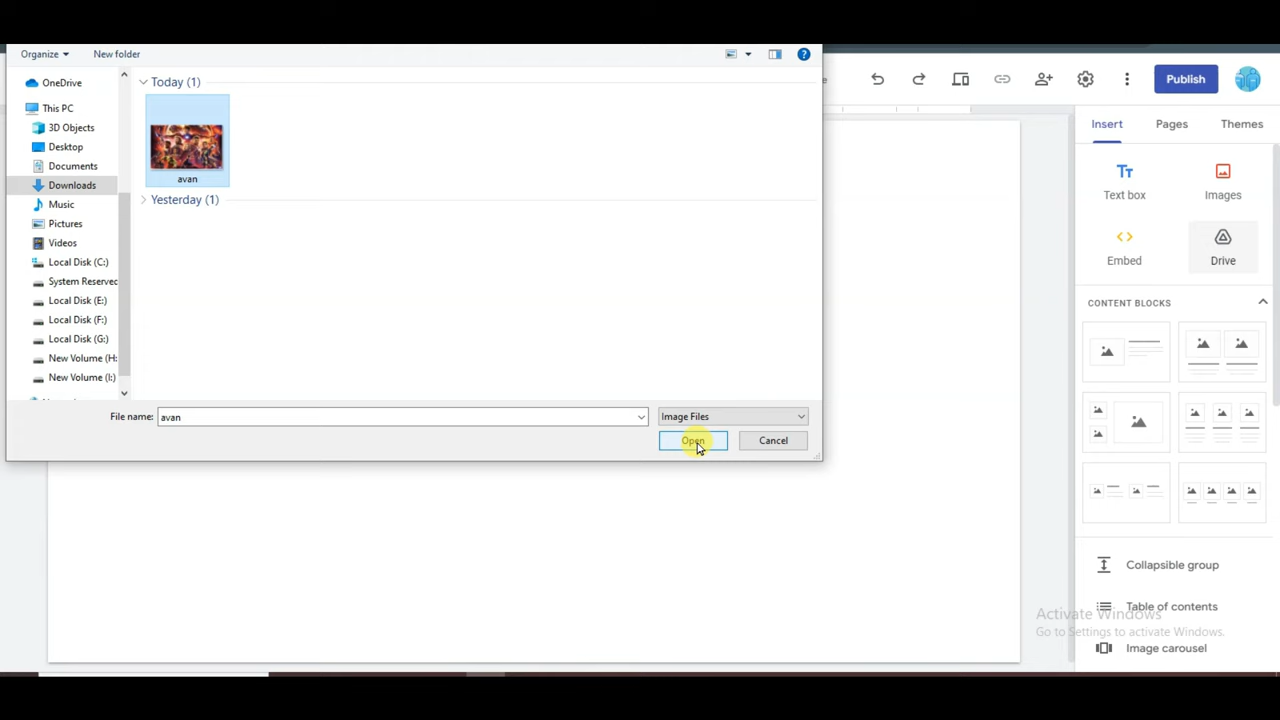 Organize
New folder
OneDrive
This PC
3D Objects
Desktop
Documents
Downloads
Music
Pictures
Videos
Local Disk (C:)
System Reserved
Local Disk (E:)
Local Disk (F:)
Local Disk (G:)
New Volume (H:
New Volume (I:)
Today (1)
avan
Yesterday (1)
File name:
avan
Image Files
Open
Cancel
Publish
Insert
Pages
Themes
Text box
Images
Embed
Drive
CONTENT BLOCKS
Collapsible group
Table of contents
Image carousel
Activate Windows
Go to Settings to activate Windows.